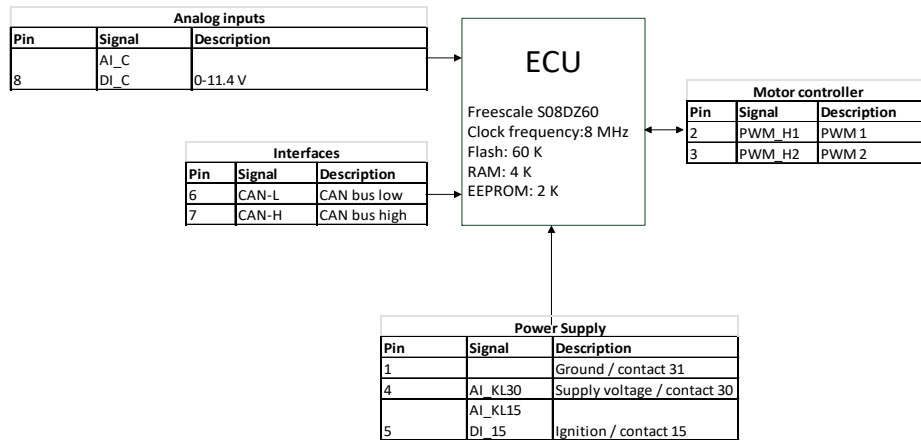 Analog inputs
Pin Signal Description
AI_C
8 DI_C 0-11.4 V
ECU
Freescale S08DZ60
Clock frequency:8 MHz
Flash: 60 K
RAM: 4 K
EEPROM: 2 K
Motor controller
Pin Signal Description
2 PWM_H1 PWM 1
3 PWM_H2 PWM 2
Interfaces
Pin Signal Description
6 CAN-L CAN bus low
7 CAN-H CAN bus high
Power Supply
Pin Signal Description
1 Ground / contact 31
4 AI_KL30 Supply voltage / contact 30
AI_KL15
5 DI_15 Ignition / contact 15